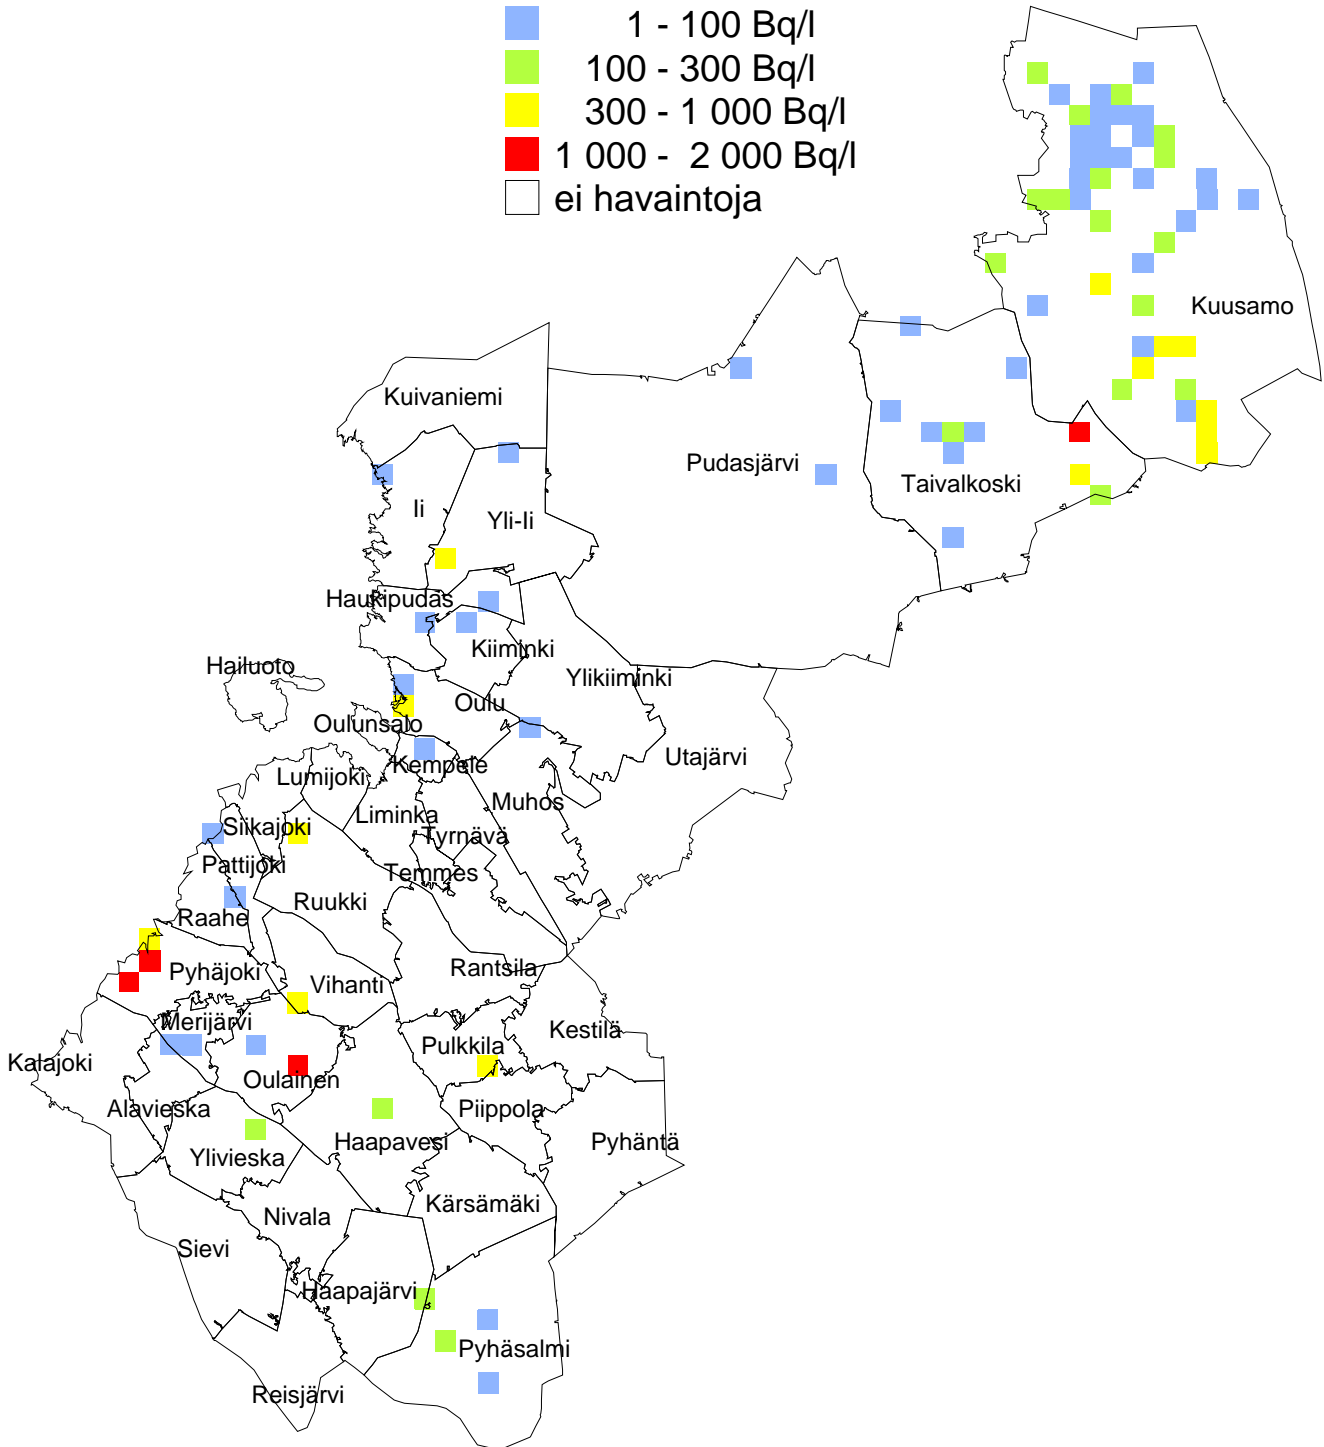 1 - 100 Bq/l
100 - 300 Bq/l
300 - 1 000 Bq/l
1 000 - 2 000 Bq/l
ei havaintoja
Kuusamo
Kuivaniemi
Pudasjärvi
Taivalkoski
Ii
Yli-Ii
Haukipudas
Kiiminki
Hailuoto
Ylikiiminki
Oulu
Oulunsalo
Utajärvi
Kempele
Lumijoki
Muhos
Liminka
Siikajoki
Tyrnävä
Pattijoki
Temmes
Ruukki
Raahe
Rantsila
Pyhäjoki
Vihanti
Merijärvi
Kestilä
Pulkkila
Kalajoki
Oulainen
Alavieska
Piippola
Haapavesi
Pyhäntä
Ylivieska
Kärsämäki
Nivala
Sievi
Haapajärvi
Pyhäsalmi
Reisjärvi